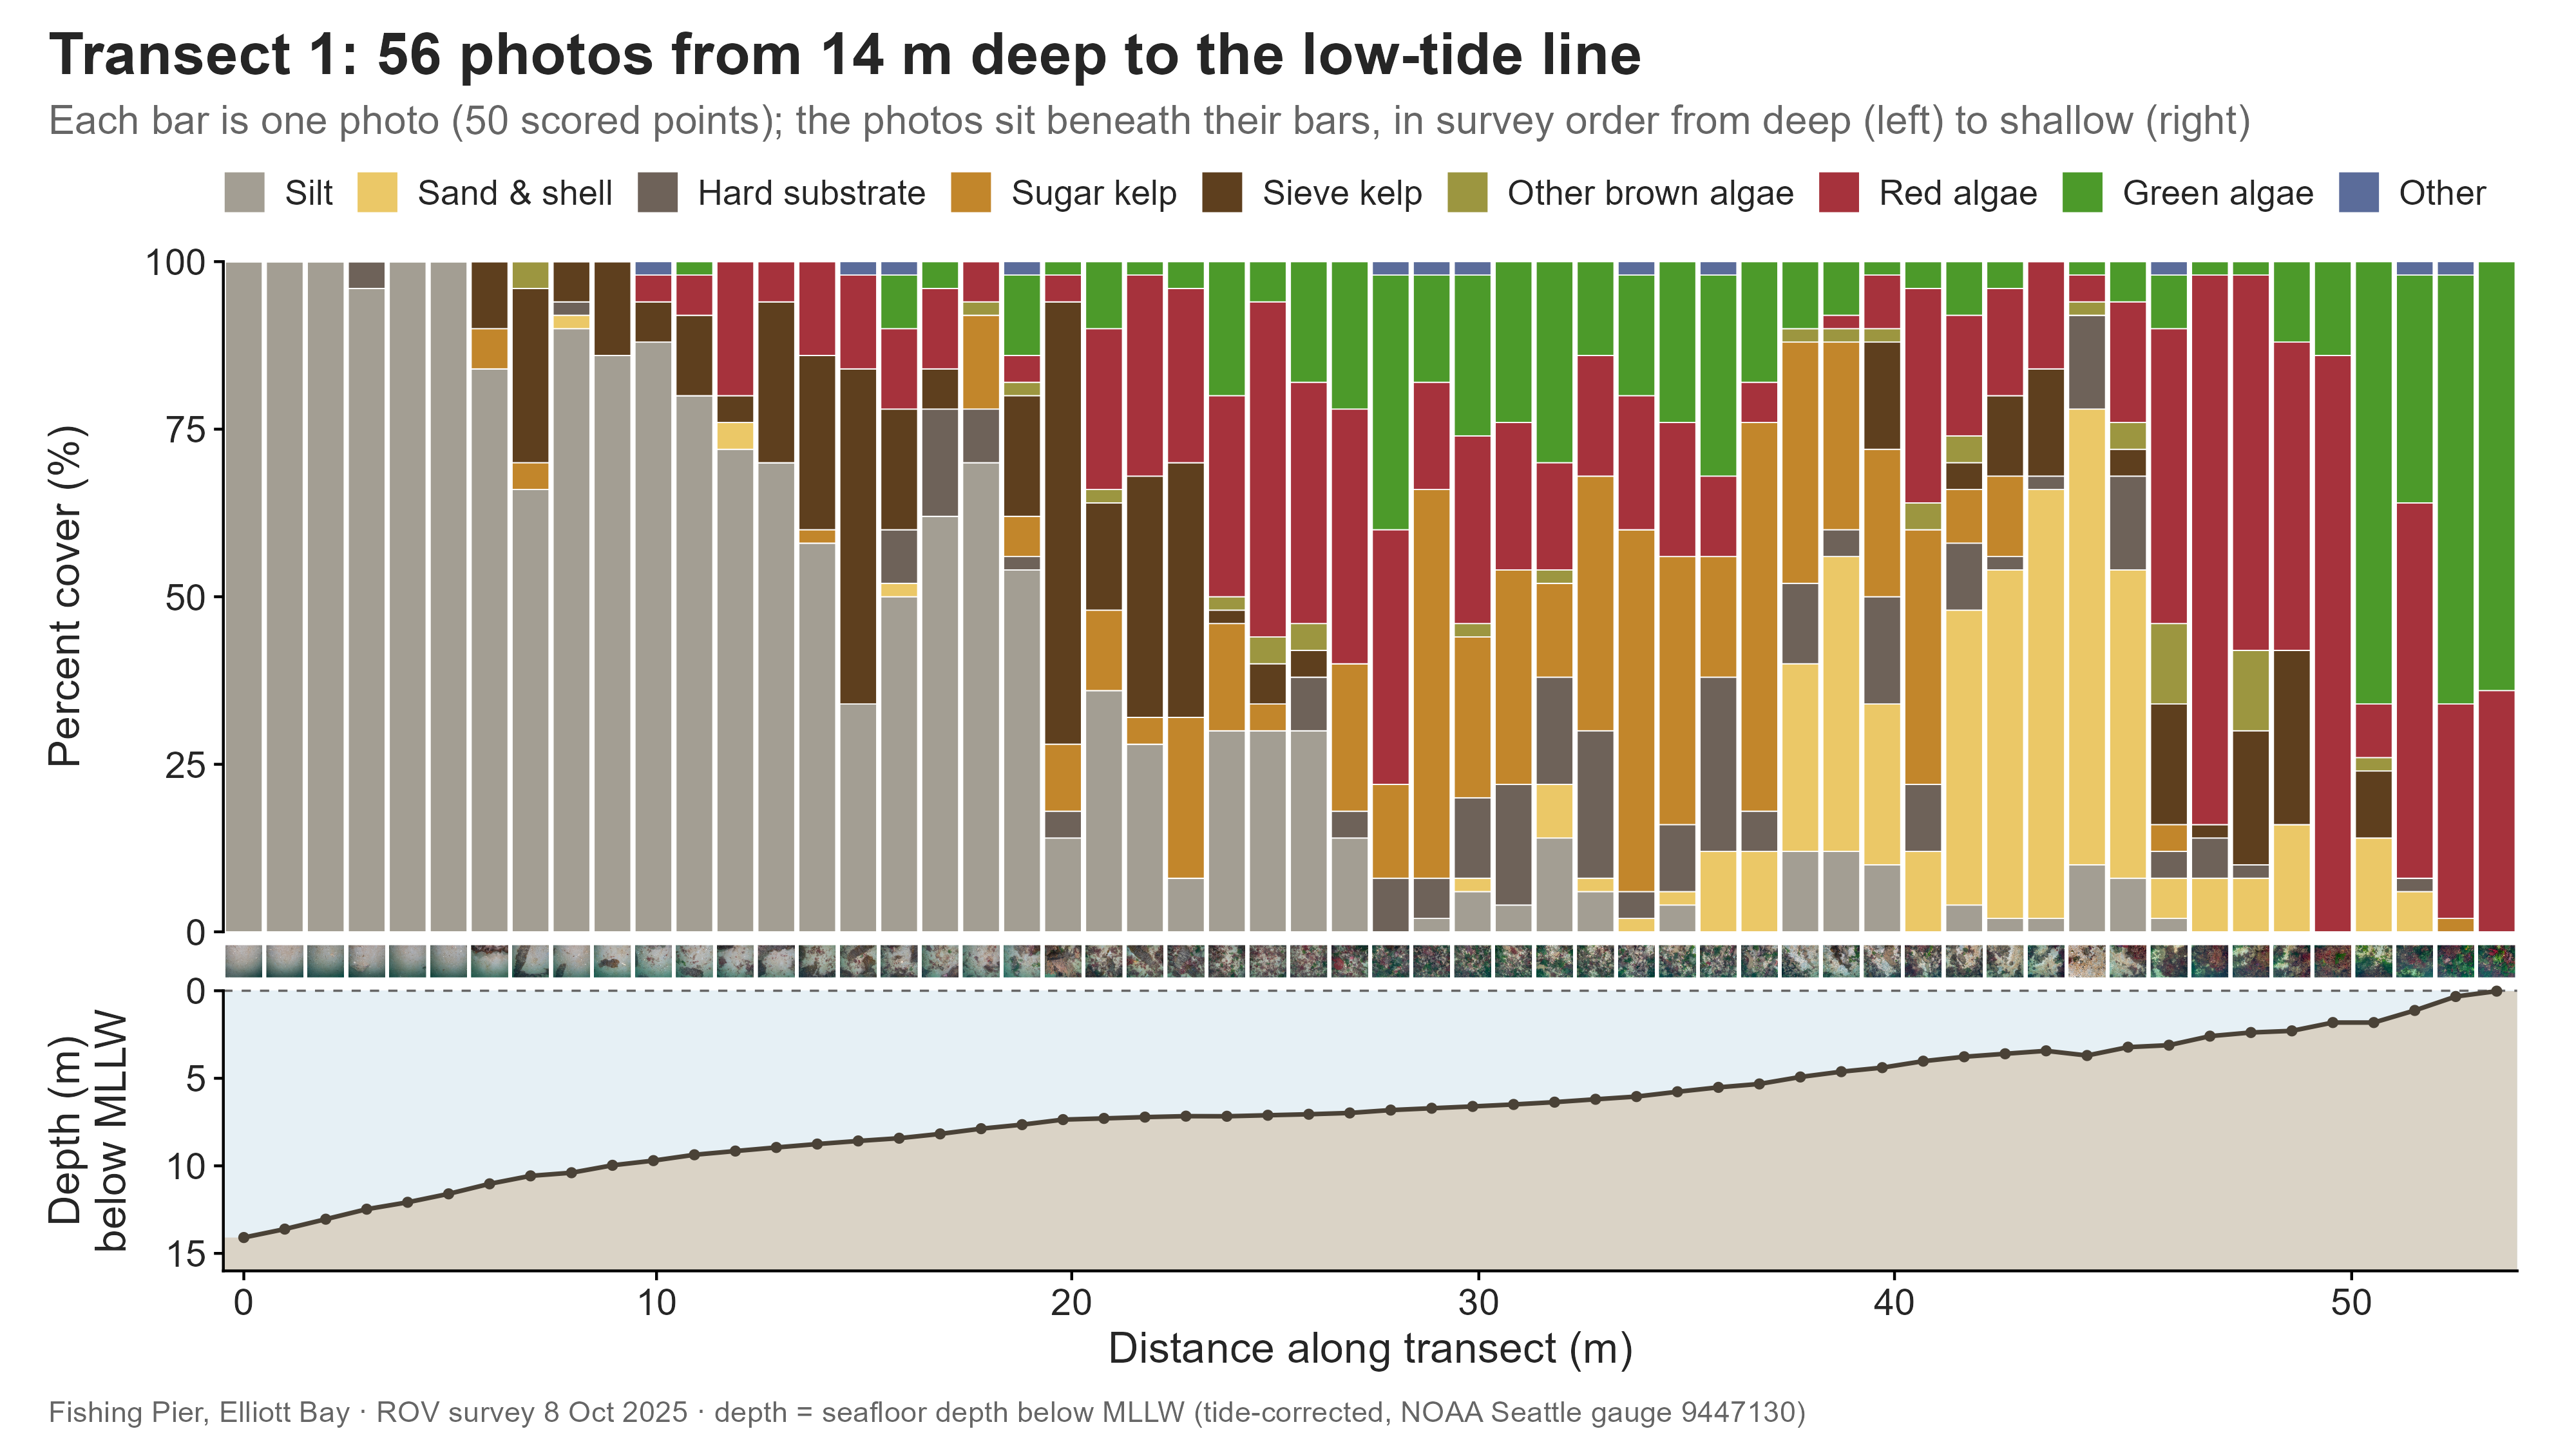 Transect 1: 56 photos from 14 m deep to the low-tide line
Each bar is one photo (50 scored points); the photos sit beneath their bars, in survey order from deep (left) to shallow (right)
Silt Sand & shell Hard substrate Sugar kelp Sieve kelp Other brown algae Red algae Green algae Other
Percent cover (%)
100
75
50
25
0
Depth (m)
below MLLW
0
5
10
15
0 10 20 30 40 50
Distance along transect (m)
Fishing Pier, Elliott Bay · ROV survey 8 Oct 2025 · depth = seafloor depth below MLLW (tide-corrected, NOAA Seattle gauge 9447130)